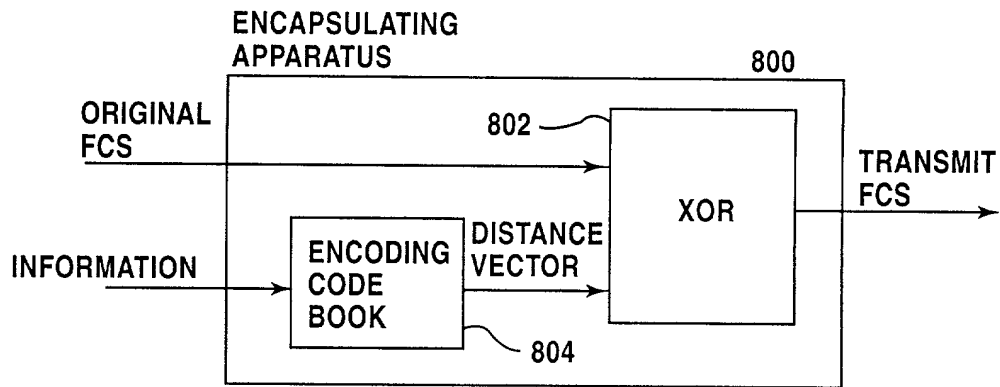 ENCAPSULATING
APPARATUS
800
ORIGINAL
FCS
802
XOR
TRANSMIT
FCS
INFORMATION
ENCODING
CODE
BOOK
DISTANCE
VECTOR
804